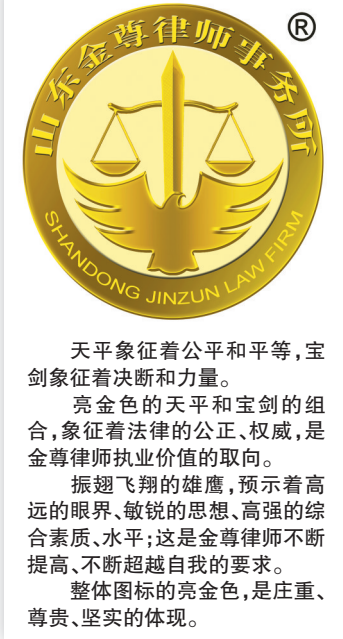 ®
山东金尊律师事务所
SHANDONG JINZUN LAW FIRM
天平象征着公平和平等,宝
剑象征着决断和力量。
亮金色的天平和宝剑的组
合,象征着法律的公正、权威,是
金尊律师执业价值的取向。
振翅飞翔的雄鹰,预示着高
远的眼界、敏锐的思想、高强的综
合素质、水平;这是金尊律师不断
提高、不断超越自我的要求。
整体图标的亮金色,是庄重、
尊贵、坚实的体现。